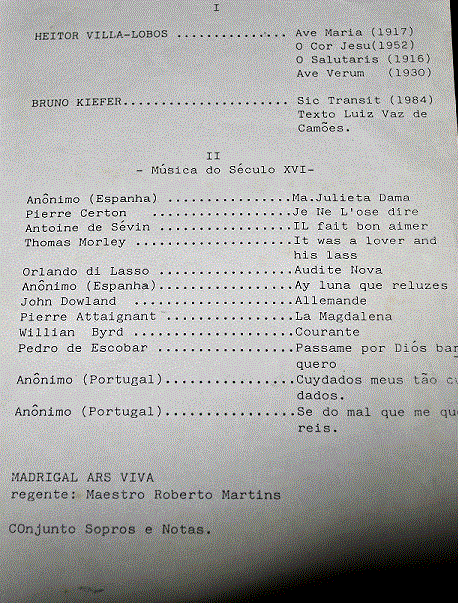 I
HEITOR VILLA-LOBOS ............... Ave Maria (1917)
O Cor Jesu(1952)
O Salutaris (1916)
Ave Verum (1930)
BRUNO KIEFER...................... Sic Transit (1984)
Texto Luiz Vaz de
Camões.
II
- Música do Século XVI-
Anônimo (Espanha) ................Ma.Julieta Dama
Pierre Certon ..................Je Ne L'ose dire
Antoine de Sévin .................IL fait bon aimer
Thomas Morley ....................It was a lover and
his lass
Orlando di Lasso .................Audite Nova
Anônimo (Espanha).................Ay luna que reluzes
John Dowland ....................Allemande
Pierre Attaignant ................La Magdalena
Willian Byrd ....................Courante
Pedro de Escobar .................Passame por Diós bar
quero
Anônimo (Portugal)................Cuydados meus tão cu
dados.
Anônimo (Portugal)................Se do mal que me que
reis.
MADRIGAL ARS VIVA
regente: Maestro Roberto Martins
COnjunto Sopros e Notas.